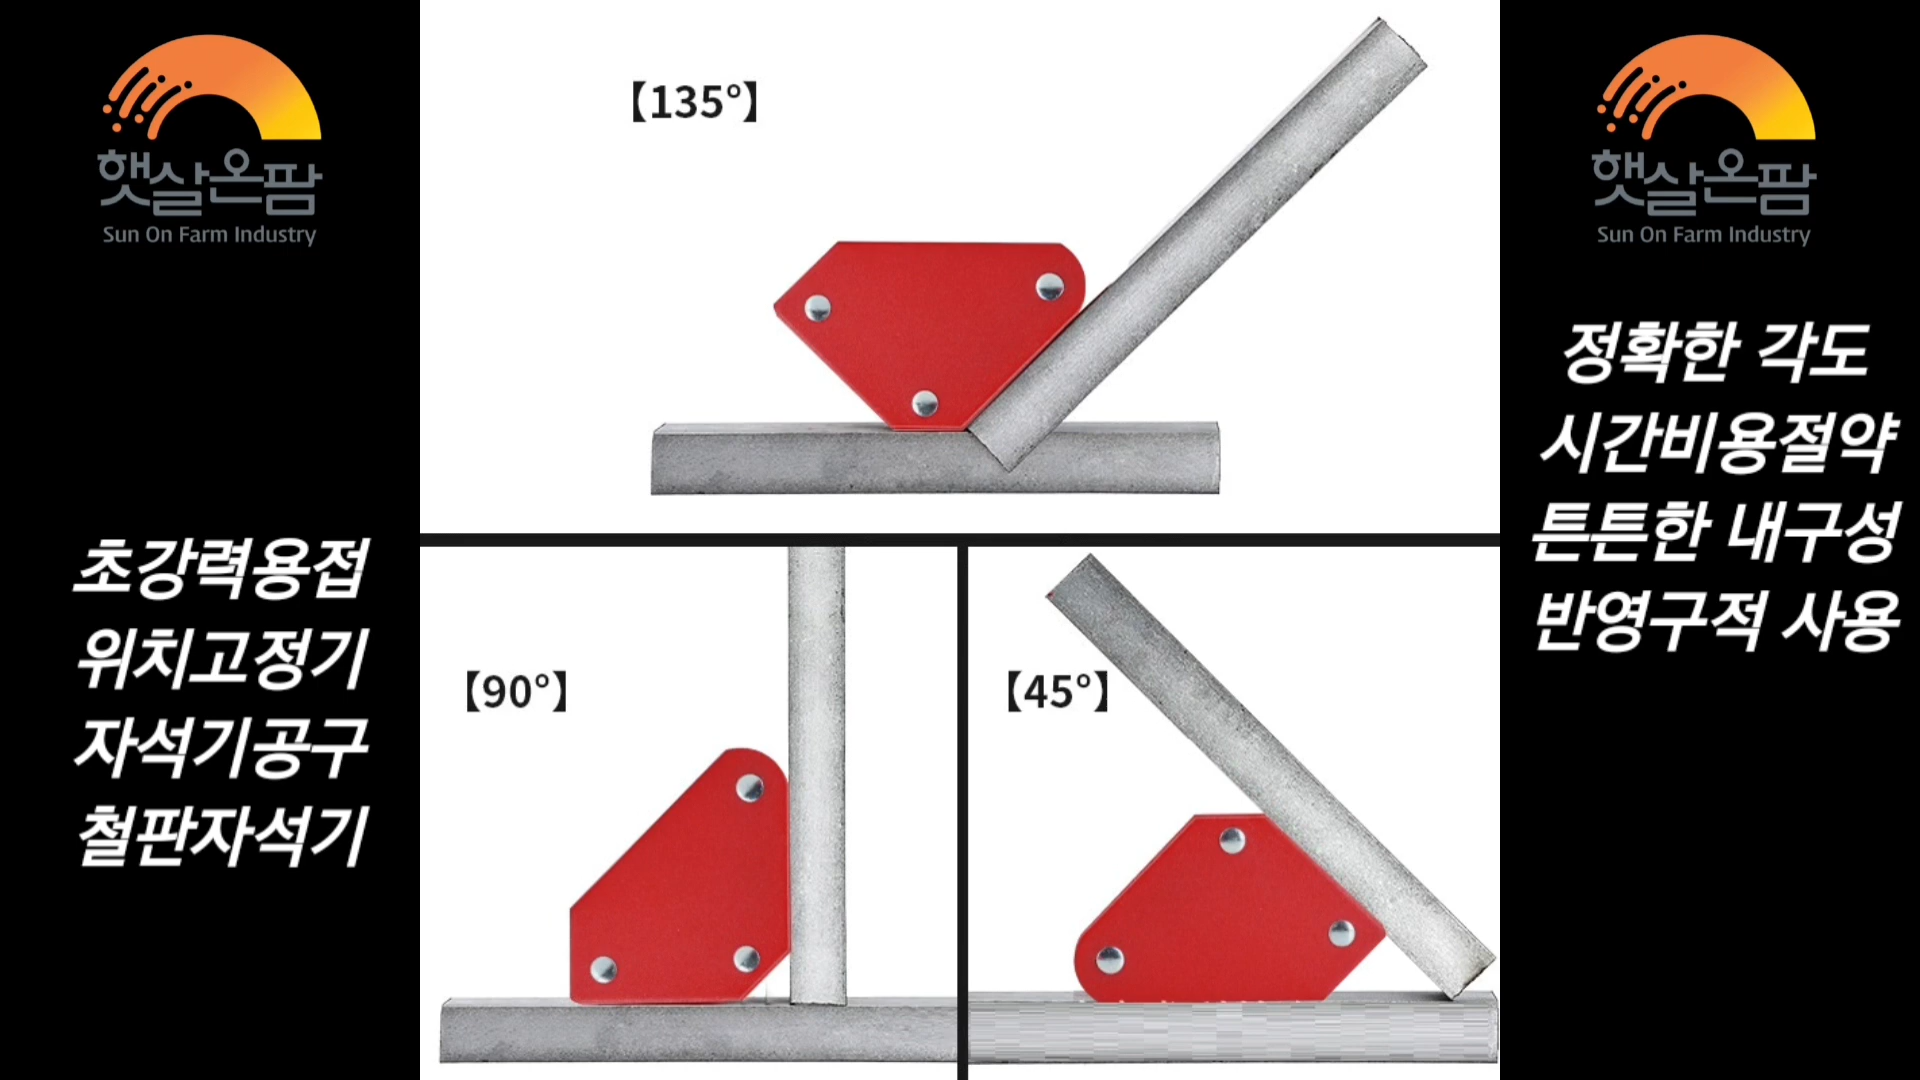 햇살온팜
Sun On Farm Industry
초강력용접
위치고정기
자석기공구
철판자석기
【135°】
【90°】
【45°】
햇살온팜
Sun On Farm Industry
정확한 각도
시간비용절약
튼튼한 내구성
반영구적 사용